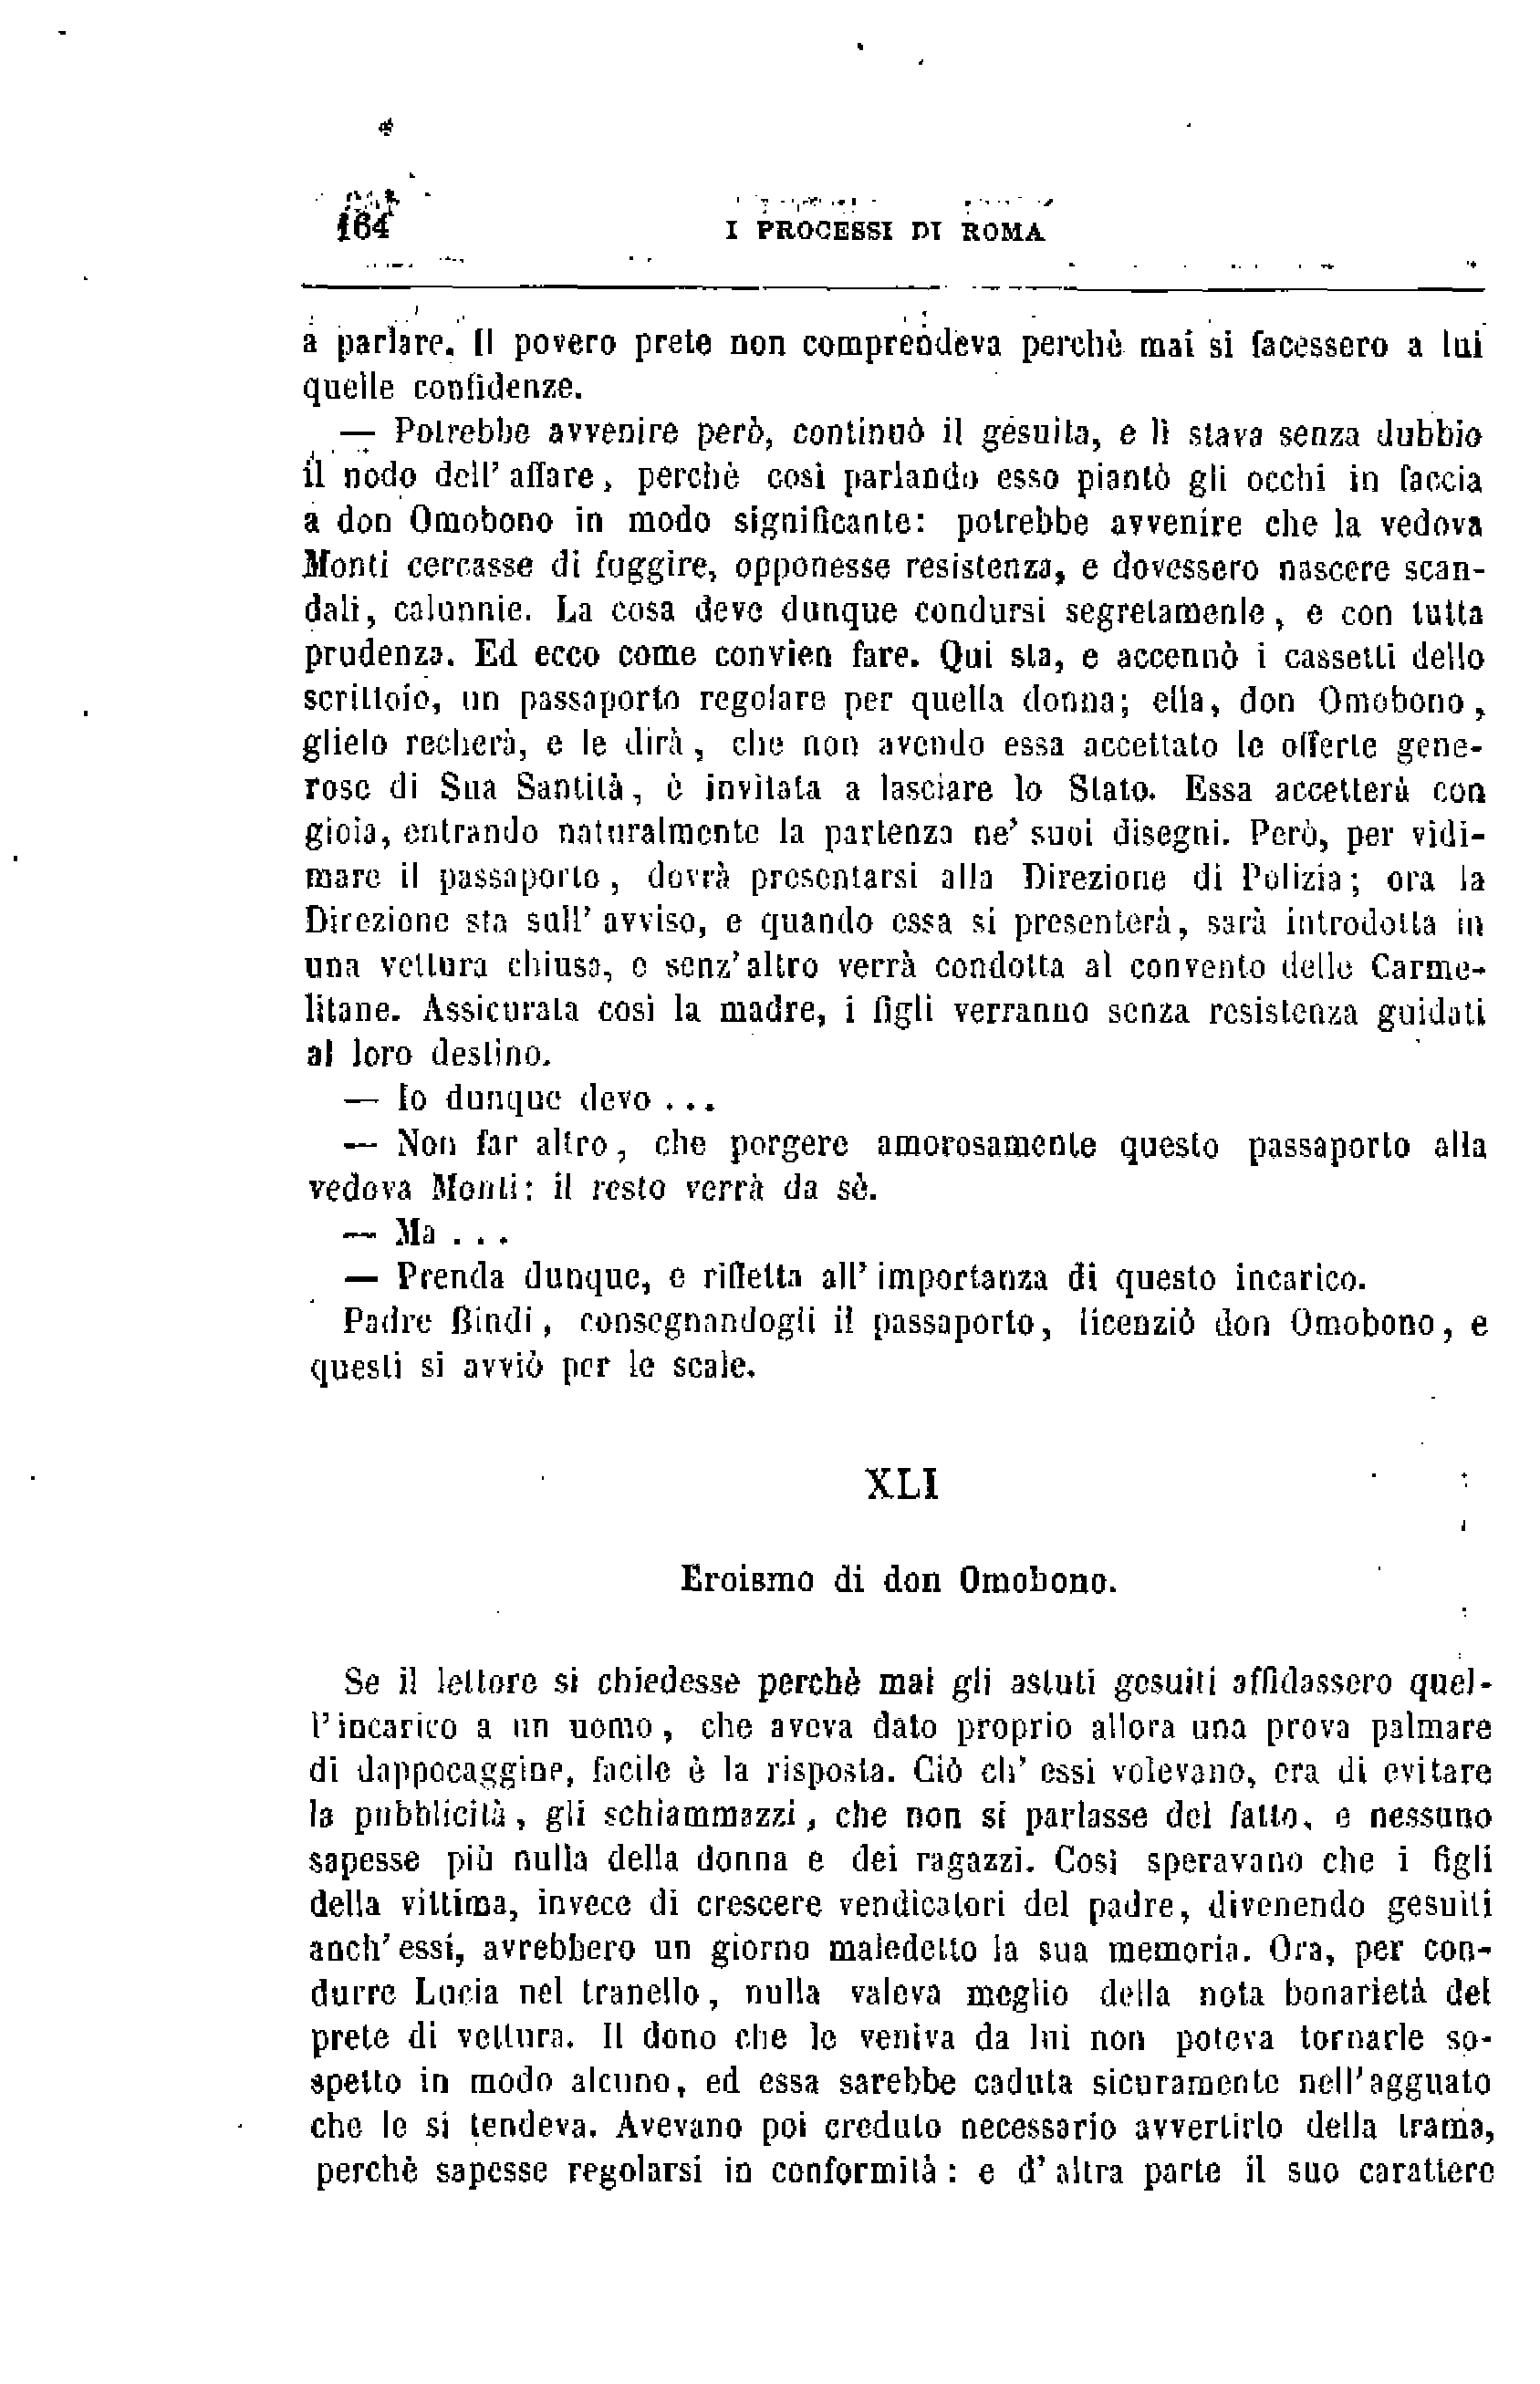 164
I PROCESSI DI ROMA
a parlare. Il povero prete non comprendeva perchè mai si facessero a lui
quelle confidenze.
— Potrebbe avvenire però, continuò il gesuita, e lì stava senza dubbio
il nodo dell' affare, perchè così parlando esso piantò gli occhi in faccia
a don Omobono in modo significante: potrebbe avvenire che la vedova
Monti cercasse di fuggire, opponesse resistenza, e dovessero nascere scan-
dali, calunnie. La cosa deve dunque condursi segretamente, e con tutta
prudenza. Ed ecco come convien fare. Qui sta, e accennò i cassetti dello
scrittoio, un passaporto regolare per quella donna; ella, don Omobono,
glielo recherà, e le dirà, che non avendo essa accettato le offerte gene-
rose di Sua Santità, è invitata a lasciare lo Stato. Essa accetterà con
gioia, entrando naturalmente la partenza ne' suoi disegni. Però, per vidi-
mare il passaporto, dovrà presentarsi alla Direzione di Polizia; ora la
Direzione sta sull' avviso, e quando essa si presenterà, sarà introdotta in
una vettura chiusa, e senz'altro verrà condotta al convento delle Carme-
litane. Assicurata così la madre, i figli verranno senza resistenza guidati
al loro destino.
— Io dunque devo ...
— Non far altro, che porgere amorosamente questo passaporto alla
vedova Monti: il resto verrà da sè.
— Ma ...
— Prenda dunque, e rifletta all' importanza di questo incarico.
Padre Bindi, consegnandogli il passaporto, licenziò don Omobono, e
questi si avviò per le scale.
XLI
Eroismo di don Omobono.
Se il lettore si chiedesse perchè mai gli astuti gesuiti affidassero quel-
l'incarico a un uomo, che aveva dato proprio allora una prova palmare
di dappocaggine, facile è la risposta. Ciò ch' essi volevano, era di evitare
la pubblicità, gli schiammazzi, che non si parlasse del fatto, e nessuno
sapesse più nulla della donna e dei ragazzi. Così speravano che i figli
della vittima, invece di crescere vendicatori del padre, divenendo gesuiti
anch' essi, avrebbero un giorno maledetto la sua memoria. Ora, per con-
durre Lucia nel tranello, nulla valeva meglio della nota bonarietà del
prete di vettura. Il dono che le veniva da lui non poteva tornarle so-
spetto in modo alcuno, ed essa sarebbe caduta sicuramente nell'agguato
che le si tendeva. Avevano poi creduto necessario avvertirlo della trama,
perchè sapesse regolarsi in conformità: e d' altra parte il suo carattere